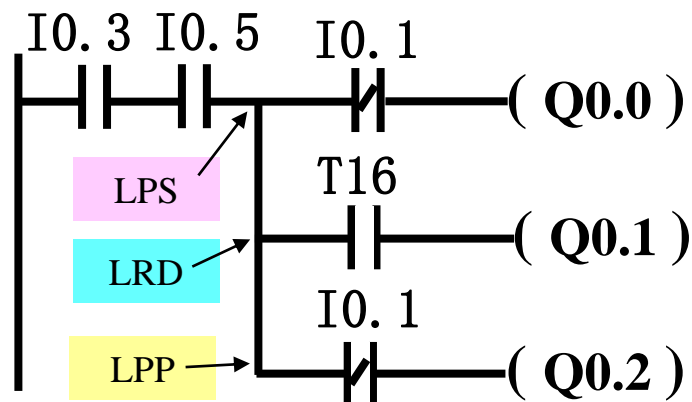 I0.3 I0.5 I0.1
( Q0.0 )
LPS
T16
( Q0.1 )
LRD
I0.1
LPP
( Q0.2 )